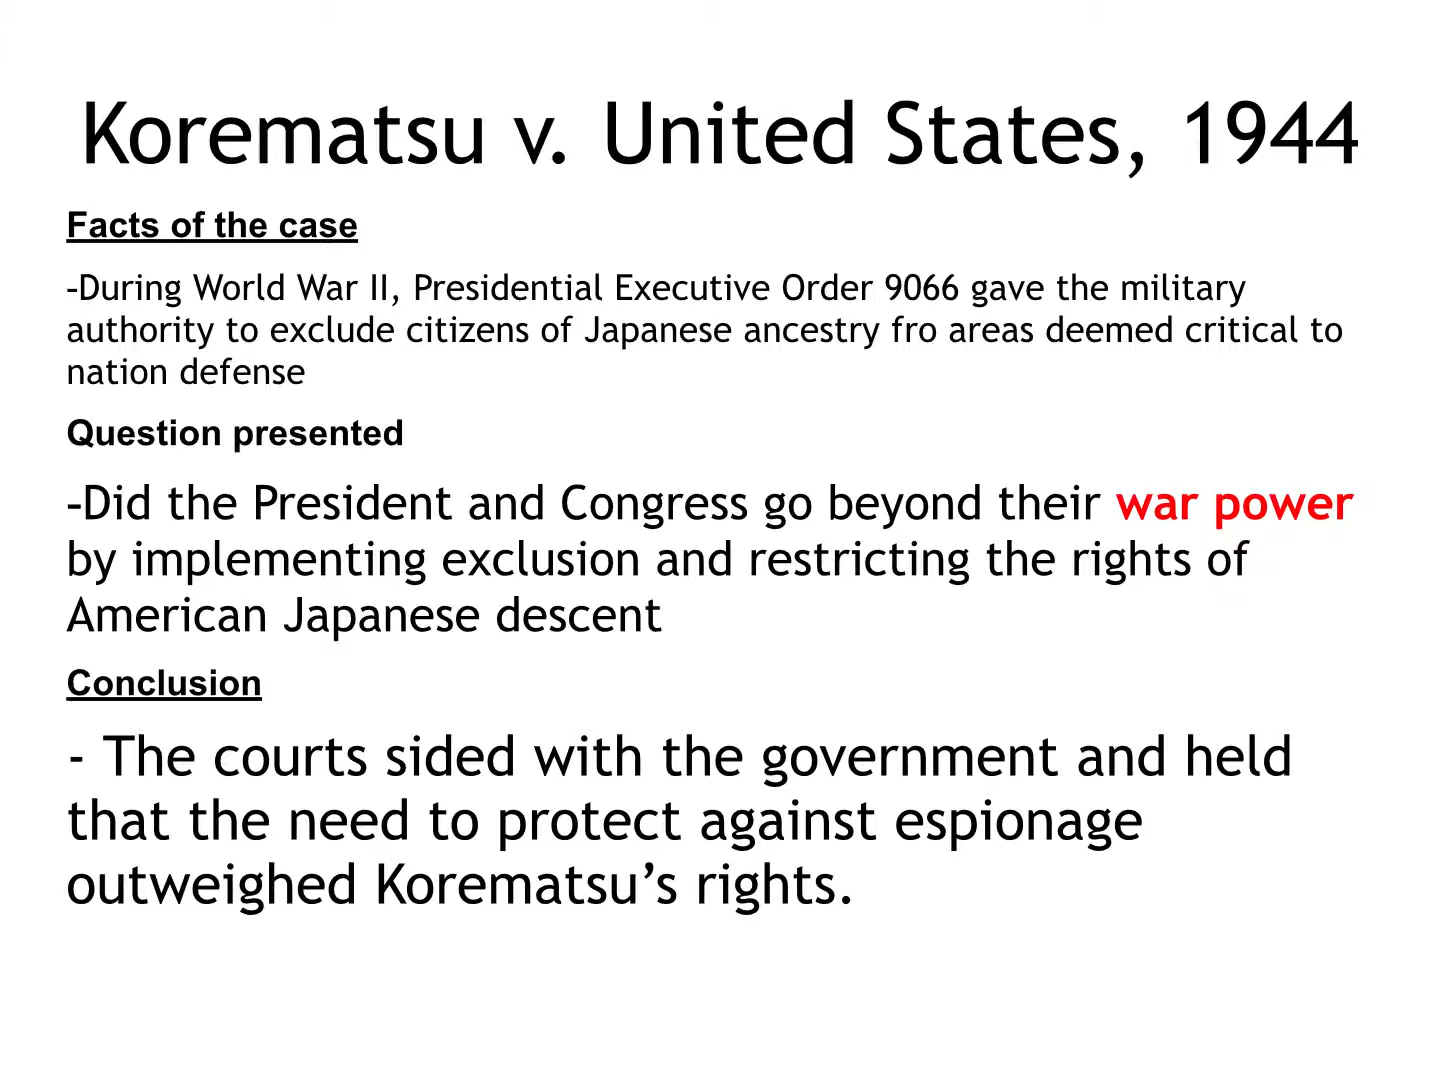 Korematsu v. United States, 1944
Facts of the case
-During World War II, Presidential Executive Order 9066 gave the military
authority to exclude citizens of Japanese ancestry fro areas deemed critical to
nation defense
Question presented
-Did the President and Congress go beyond their war power
by implementing exclusion and restricting the rights of
American Japanese descent
Conclusion
- The courts sided with the government and held
that the need to protect against espionage
outweighed Korematsu’s rights.